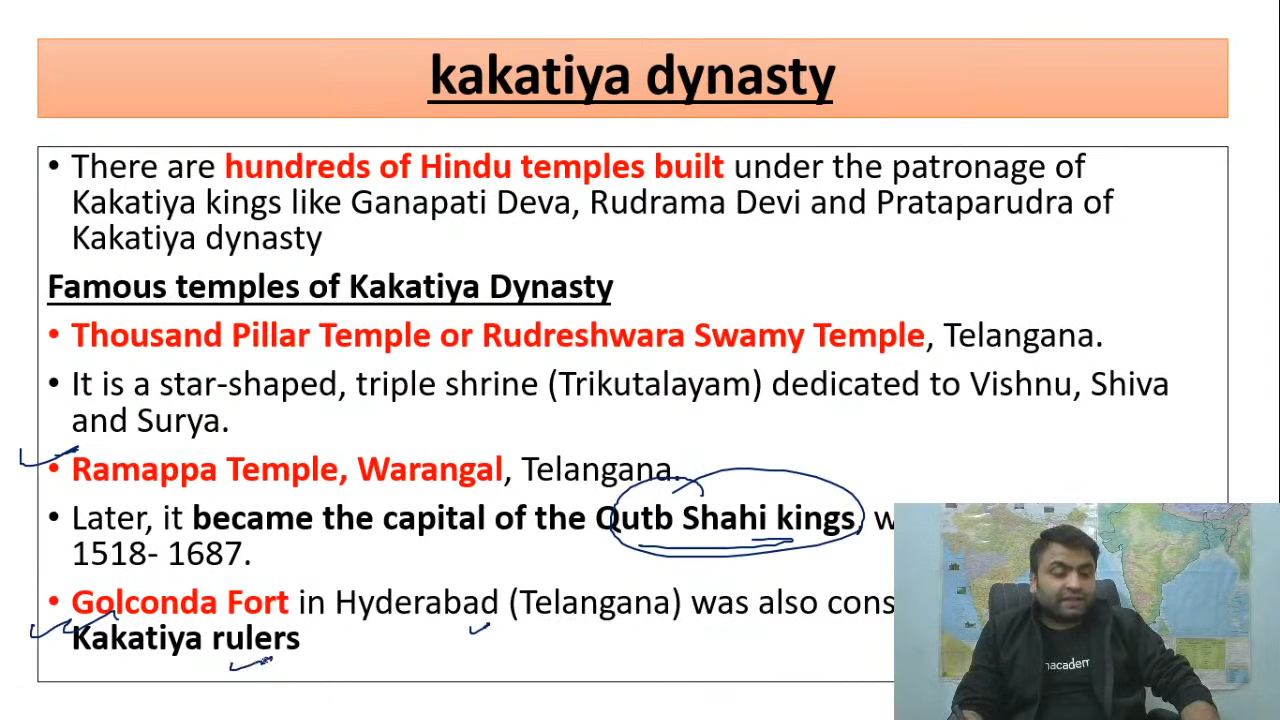 kakatiya dynasty
• There are hundreds of Hindu temples built under the patronage of
Kakatiya kings like Ganapati Deva, Rudrama Devi and Prataparudra of
Kakatiya dynasty
Famous temples of Kakatiya Dynasty
• Thousand Pillar Temple or Rudreshwara Swamy Temple, Telangana.
• It is a star-shaped, triple shrine (Trikutalayam) dedicated to Vishnu, Shiva
and Surya.
• Ramappa Temple, Warangal, Telangana.
• Later, it became the capital of the Qutb Shahi kings, w
1518- 1687.
• Golconda Fort in Hyderabad (Telangana) was also cons
Kakatiya rulers
nacadem